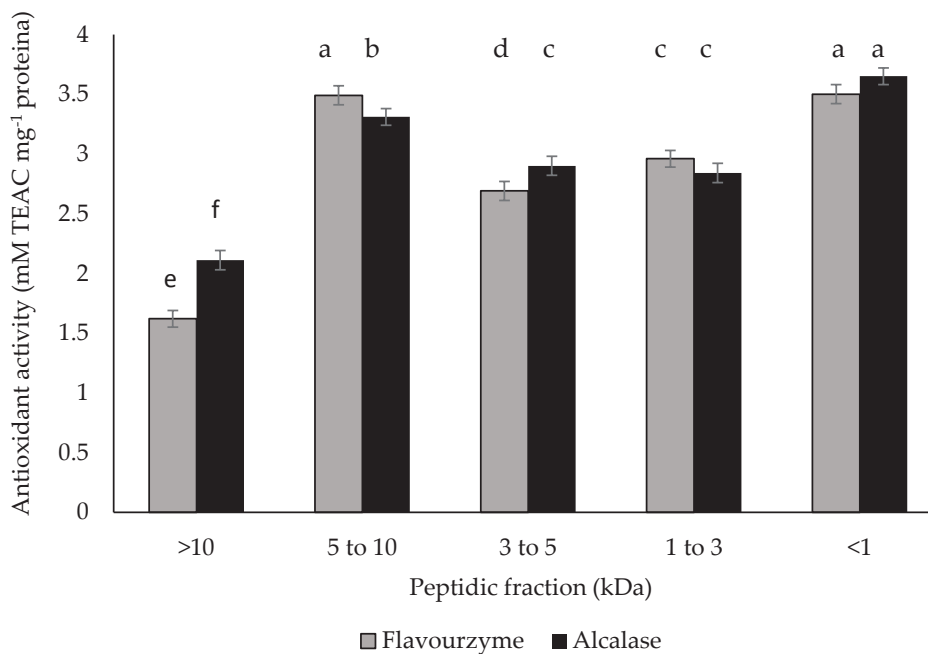 Antioxidant activity (mM TEAC mg⁻¹ proteina)
4
3.5
3
2.5
2
1.5
1
0.5
0
e f a b d c c c a a
>10 5 to 10 3 to 5 1 to 3 <1
Peptidic fraction (kDa)
Flavourzyme Alcalase